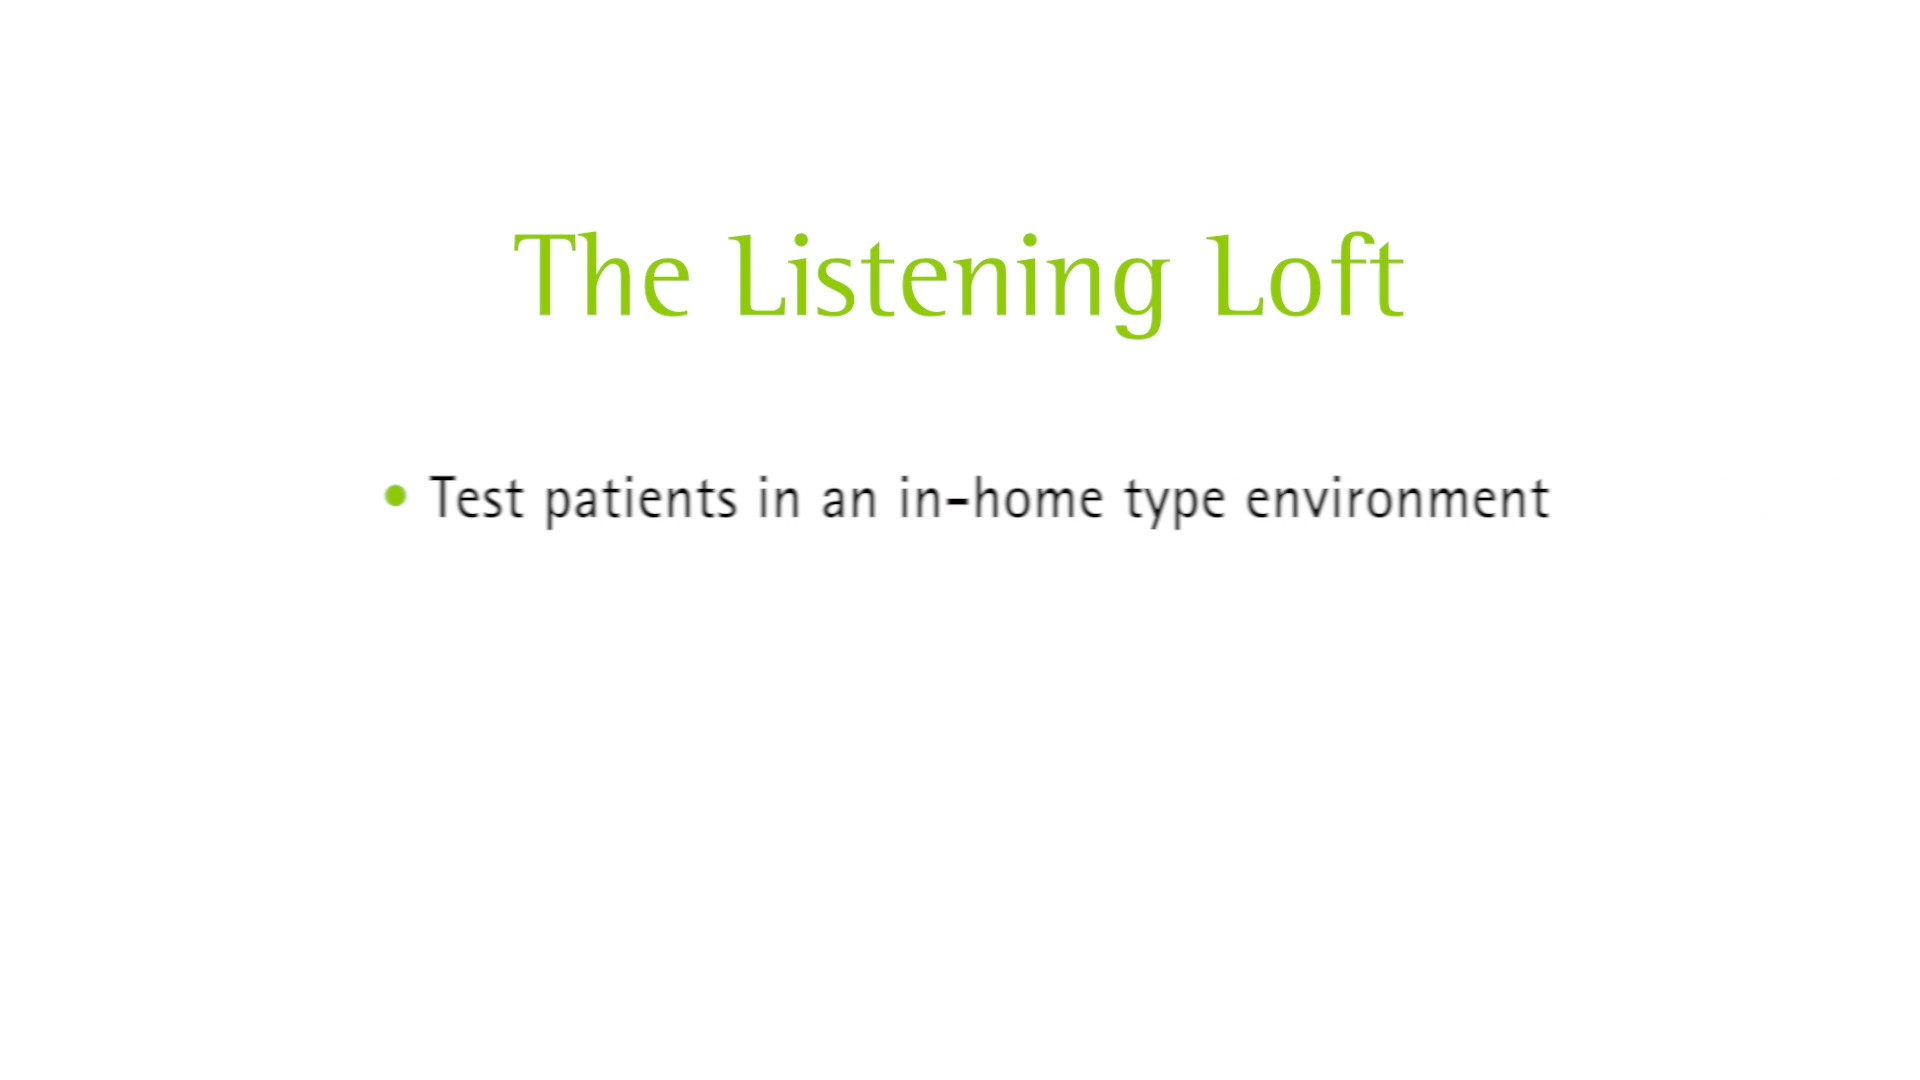 The Listening Loft
• Test patients in an in-home type environment